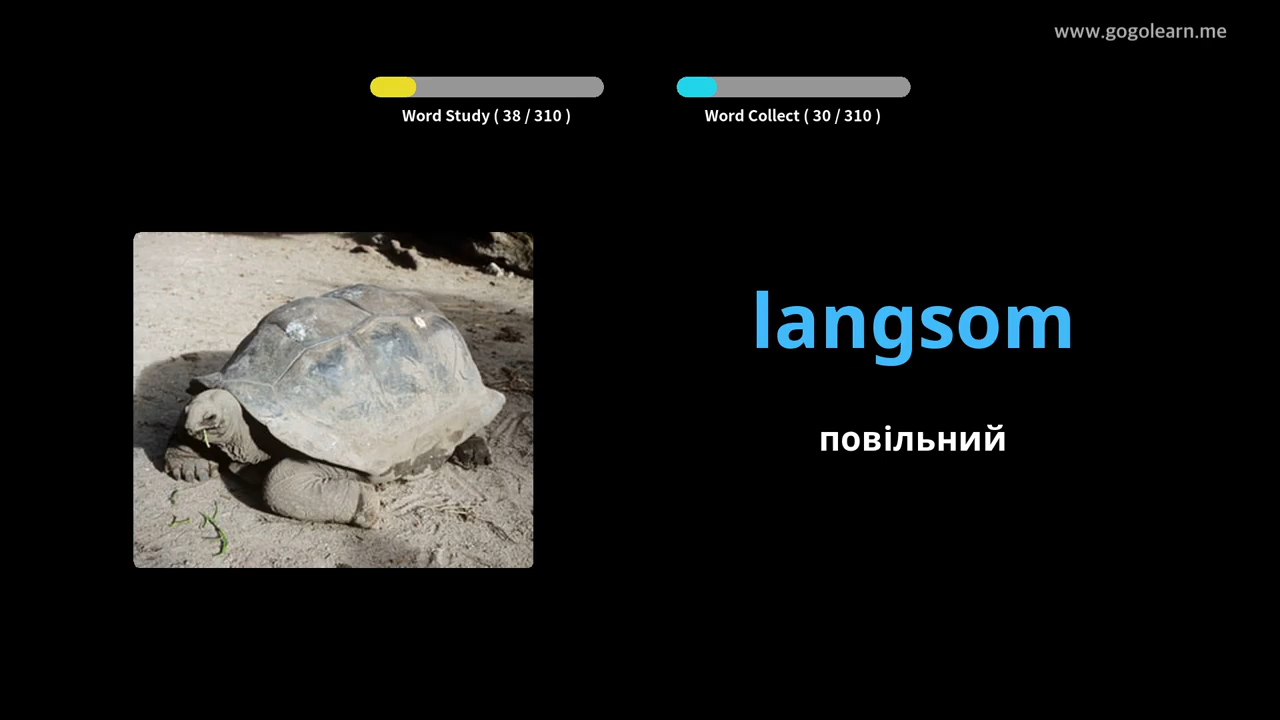 www.gogolearn.me
Word Study ( 38 / 310 )
Word Collect ( 30 / 310 )
langsom
повільний